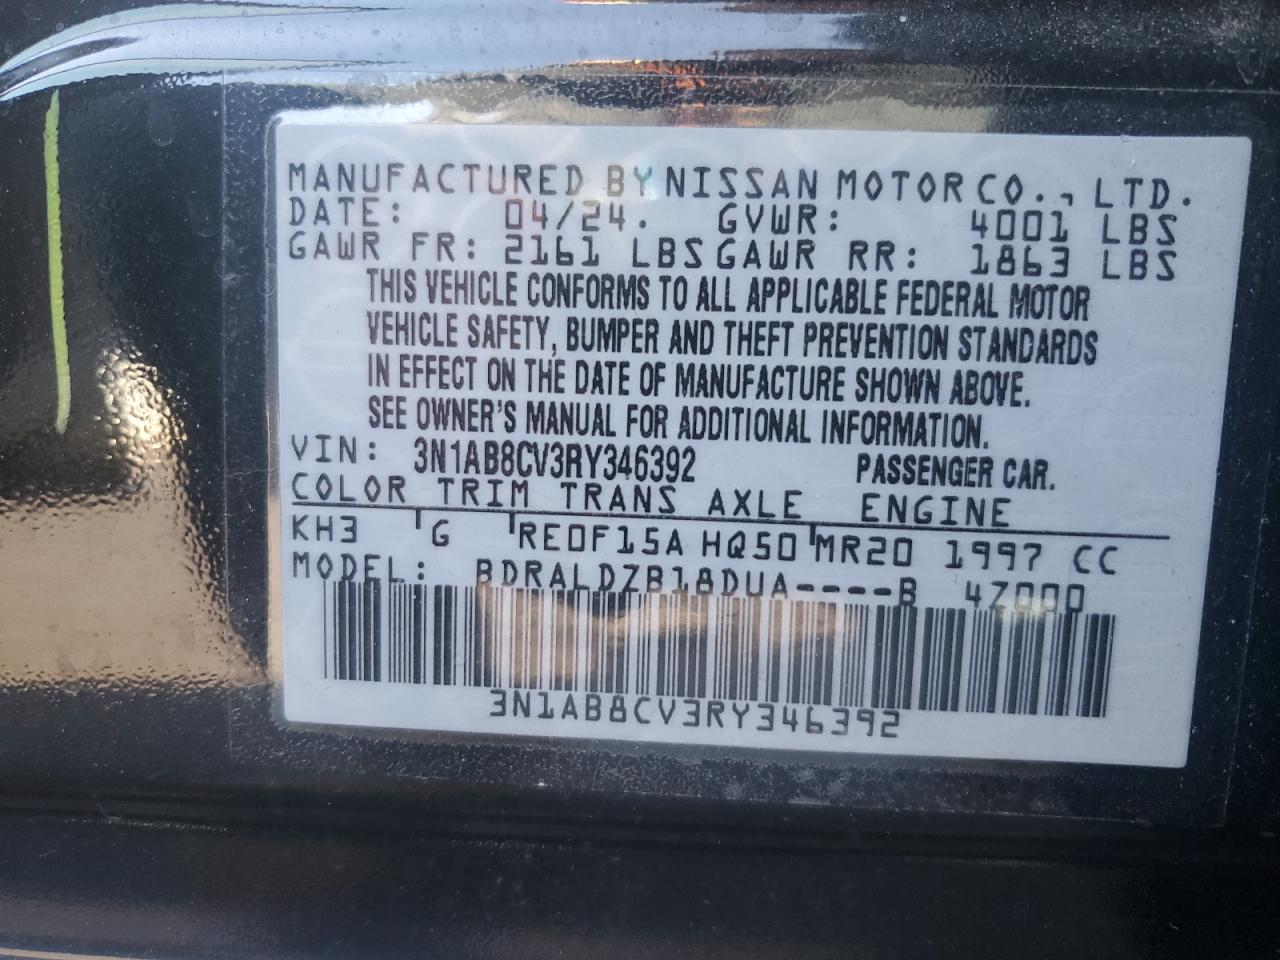 MANUFACTURED BY NISSAN MOTOR CO., LTD.
DATE: 04/24. GVWR: 4001 LBS
GAWR FR: 2161 LBS GAWR RR: 1863 LBS
THIS VEHICLE CONFORMS TO ALL APPLICABLE FEDERAL MOTOR
VEHICLE SAFETY, BUMPER AND THEFT PREVENTION STANDARDS
IN EFFECT ON THE DATE OF MANUFACTURE SHOWN ABOVE.
SEE OWNER'S MANUAL FOR ADDITIONAL INFORMATION.
VIN: 3N1AB8CV3RY346392 PASSENGER CAR.
COLOR TRIM TRANS AXLE ENGINE
KH3 G RE0F15A HQ50 MR20 1997 CC
MODEL: BDRALDZB18DUA----B 4Z000
3N1AB8CV3RY346392